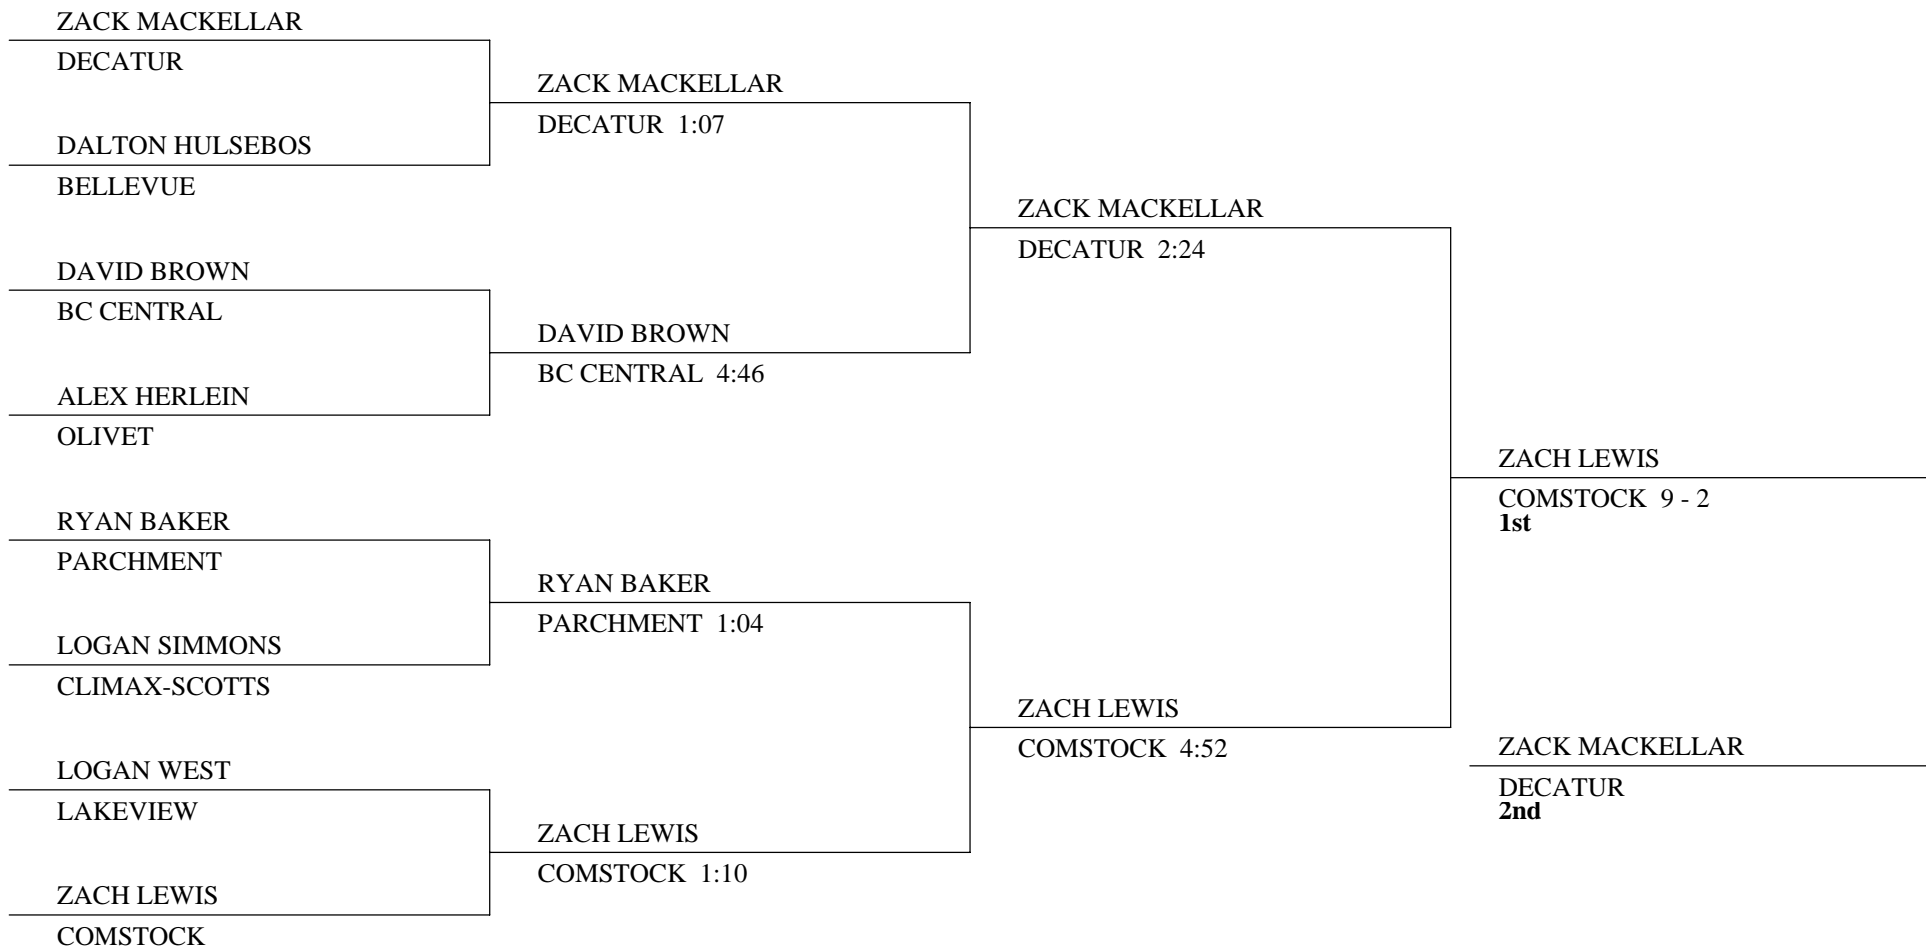 ZACK MACKELLAR
DECATUR
DALTON HULSEBOS
BELLEVUE
DAVID BROWN
BC CENTRAL
ALEX HERLEIN
OLIVET
RYAN BAKER
PARCHMENT
LOGAN SIMMONS
CLIMAX-SCOTTS
LOGAN WEST
LAKEVIEW
ZACH LEWIS
COMSTOCK
ZACK MACKELLAR
DECATUR 1:07
DAVID BROWN
BC CENTRAL 4:46
RYAN BAKER
PARCHMENT 1:04
ZACH LEWIS
COMSTOCK 1:10
ZACK MACKELLAR
DECATUR 2:24
ZACH LEWIS
COMSTOCK 4:52
ZACH LEWIS
COMSTOCK 9 - 2
1st
ZACK MACKELLAR
DECATUR
2nd